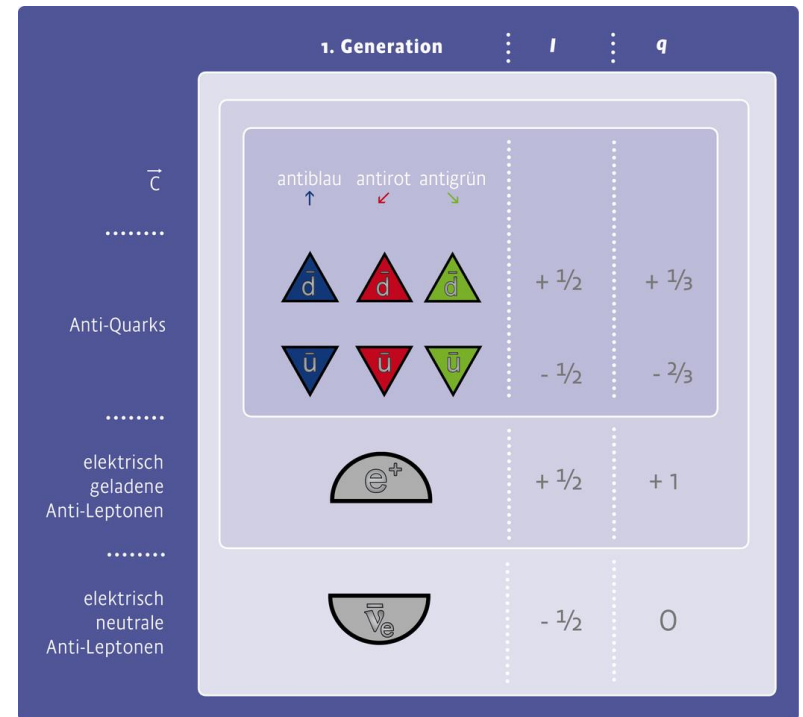 1. Generation I q
C⃗
antiblau antirot antigrün
↑ ↙ ↘
Anti-Quarks
d̄ d̄ d̄ + 1/2 + 1/3
ū ū ū - 1/2 - 2/3
elektrisch
geladene
Anti-Leptonen
e⁺ + 1/2 + 1
elektrisch
neutrale
Anti-Leptonen
ν̄e - 1/2 0